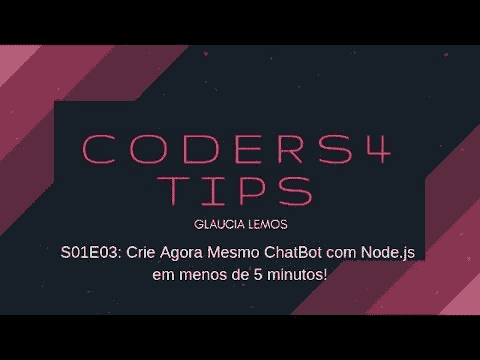 CODERS4
TIPS
GLAUCIA LEMOS
S01E03: Crie Agora Mesmo ChatBot com Node.js
em menos de 5 minutos!